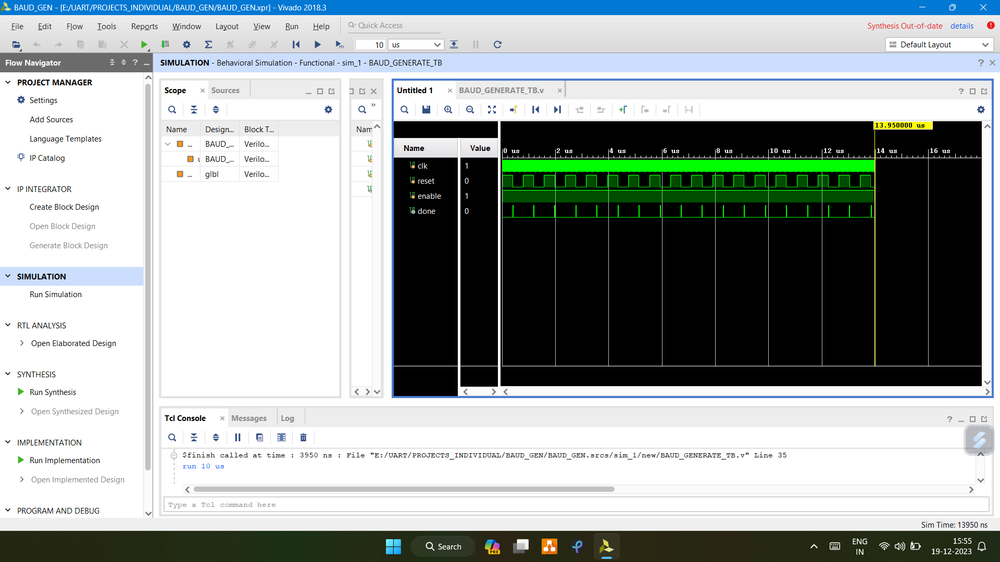 BAUD_GEN - [E:/UART/PROJECTS_INDIVIDUAL/BAUD_GEN/BAUD_GEN.xpr] - Vivado 2018.3
File Edit Flow Tools Reports Window Layout View Run Help Quick Access
Synthesis Out-of-date details
10 us
Default Layout
Flow Navigator
SIMULATION - Behavioral Simulation - Functional - sim_1 - BAUD_GENERATE_TB
PROJECT MANAGER
Settings
Add Sources
Language Templates
IP Catalog
IP INTEGRATOR
Create Block Design
Open Block Design
Generate Block Design
SIMULATION
Run Simulation
RTL ANALYSIS
Open Elaborated Design
SYNTHESIS
Run Synthesis
Open Synthesized Design
IMPLEMENTATION
Run Implementation
Open Implemented Design
PROGRAM AND DEBUG
Scope Sources
Name Design... Block T...
... BAUD_... Verilo...
u BAUD_... Verilo...
... glbl Verilo...
Nam
Untitled 1 BAUD_GENERATE_TB.v
13.950000 us
Name Value
0 us 2 us 4 us 6 us 8 us 10 us 12 us 14 us 16 us
clk 1
reset 0
enable 1
done 0
Tcl Console Messages Log
$finish called at time : 3950 ns : File "E:/UART/PROJECTS_INDIVIDUAL/BAUD_GEN/BAUD_GEN.srcs/sim_1/new/BAUD_GENERATE_TB.v" Line 35
run 10 us
Type a Tcl command here
Sim Time: 13950 ns
Search
PRE
ENG
IN
15:55
19-12-2023